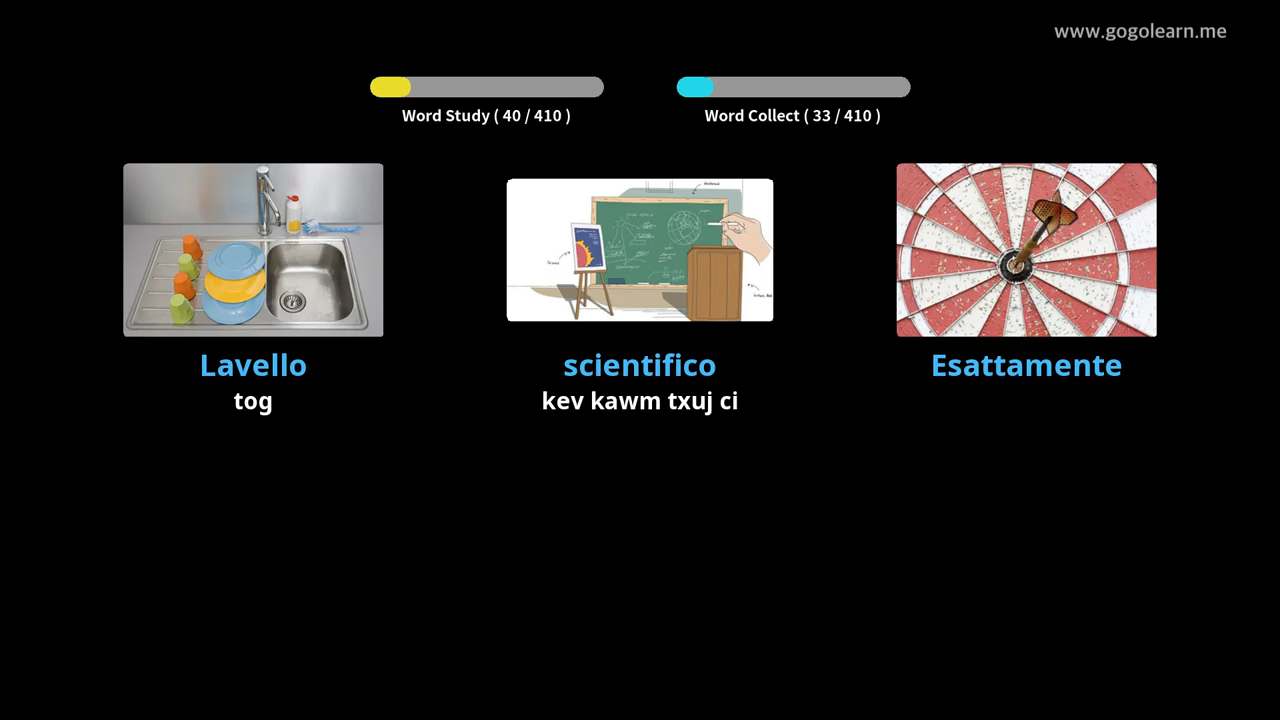 www.gogolearn.me
Word Study ( 40 / 410 )
Word Collect ( 33 / 410 )
Lavello
tog
scientifico
kev kawm txuj ci
Esattamente